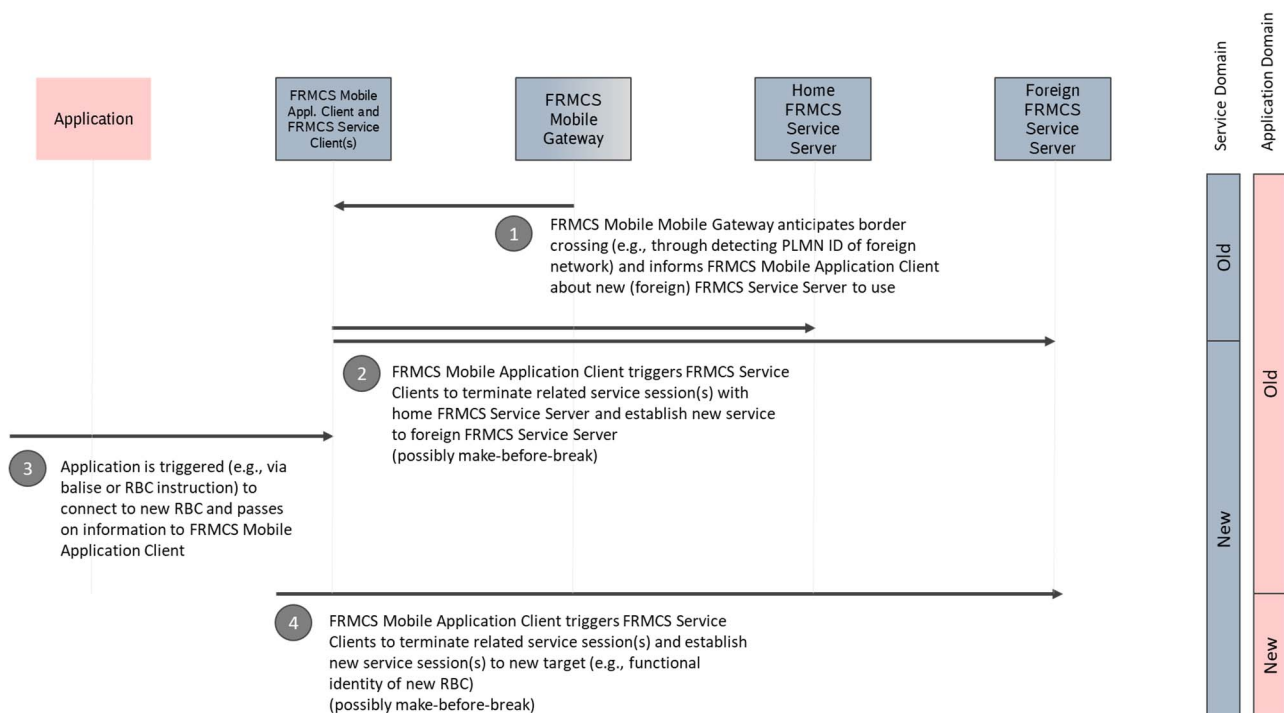 Application
FRMCS Mobile
Appl. Client and
FRMCS Service
Client(s)
FRMCS
Mobile
Gateway
Home
FRMCS
Service
Server
Foreign
FRMCS
Service
Server
Service Domain
Application Domain
1
FRMCS Mobile Mobile Gateway anticipates border
crossing (e.g., through detecting PLMN ID of foreign
network) and informs FRMCS Mobile Application Client
about new (foreign) FRMCS Service Server to use
Old
2
FRMCS Mobile Application Client triggers FRMCS Service
Clients to terminate related service session(s) with
home FRMCS Service Server and establish new service
to foreign FRMCS Service Server
(possibly make-before-break)
Old
3
Application is triggered (e.g., via
balise or RBC instruction) to
connect to new RBC and passes
on information to FRMCS Mobile
Application Client
New
4
FRMCS Mobile Application Client triggers FRMCS Service
Clients to terminate related service session(s) and establish
new service session(s) to new target (e.g., functional
identity of new RBC)
(possibly make-before-break)
New